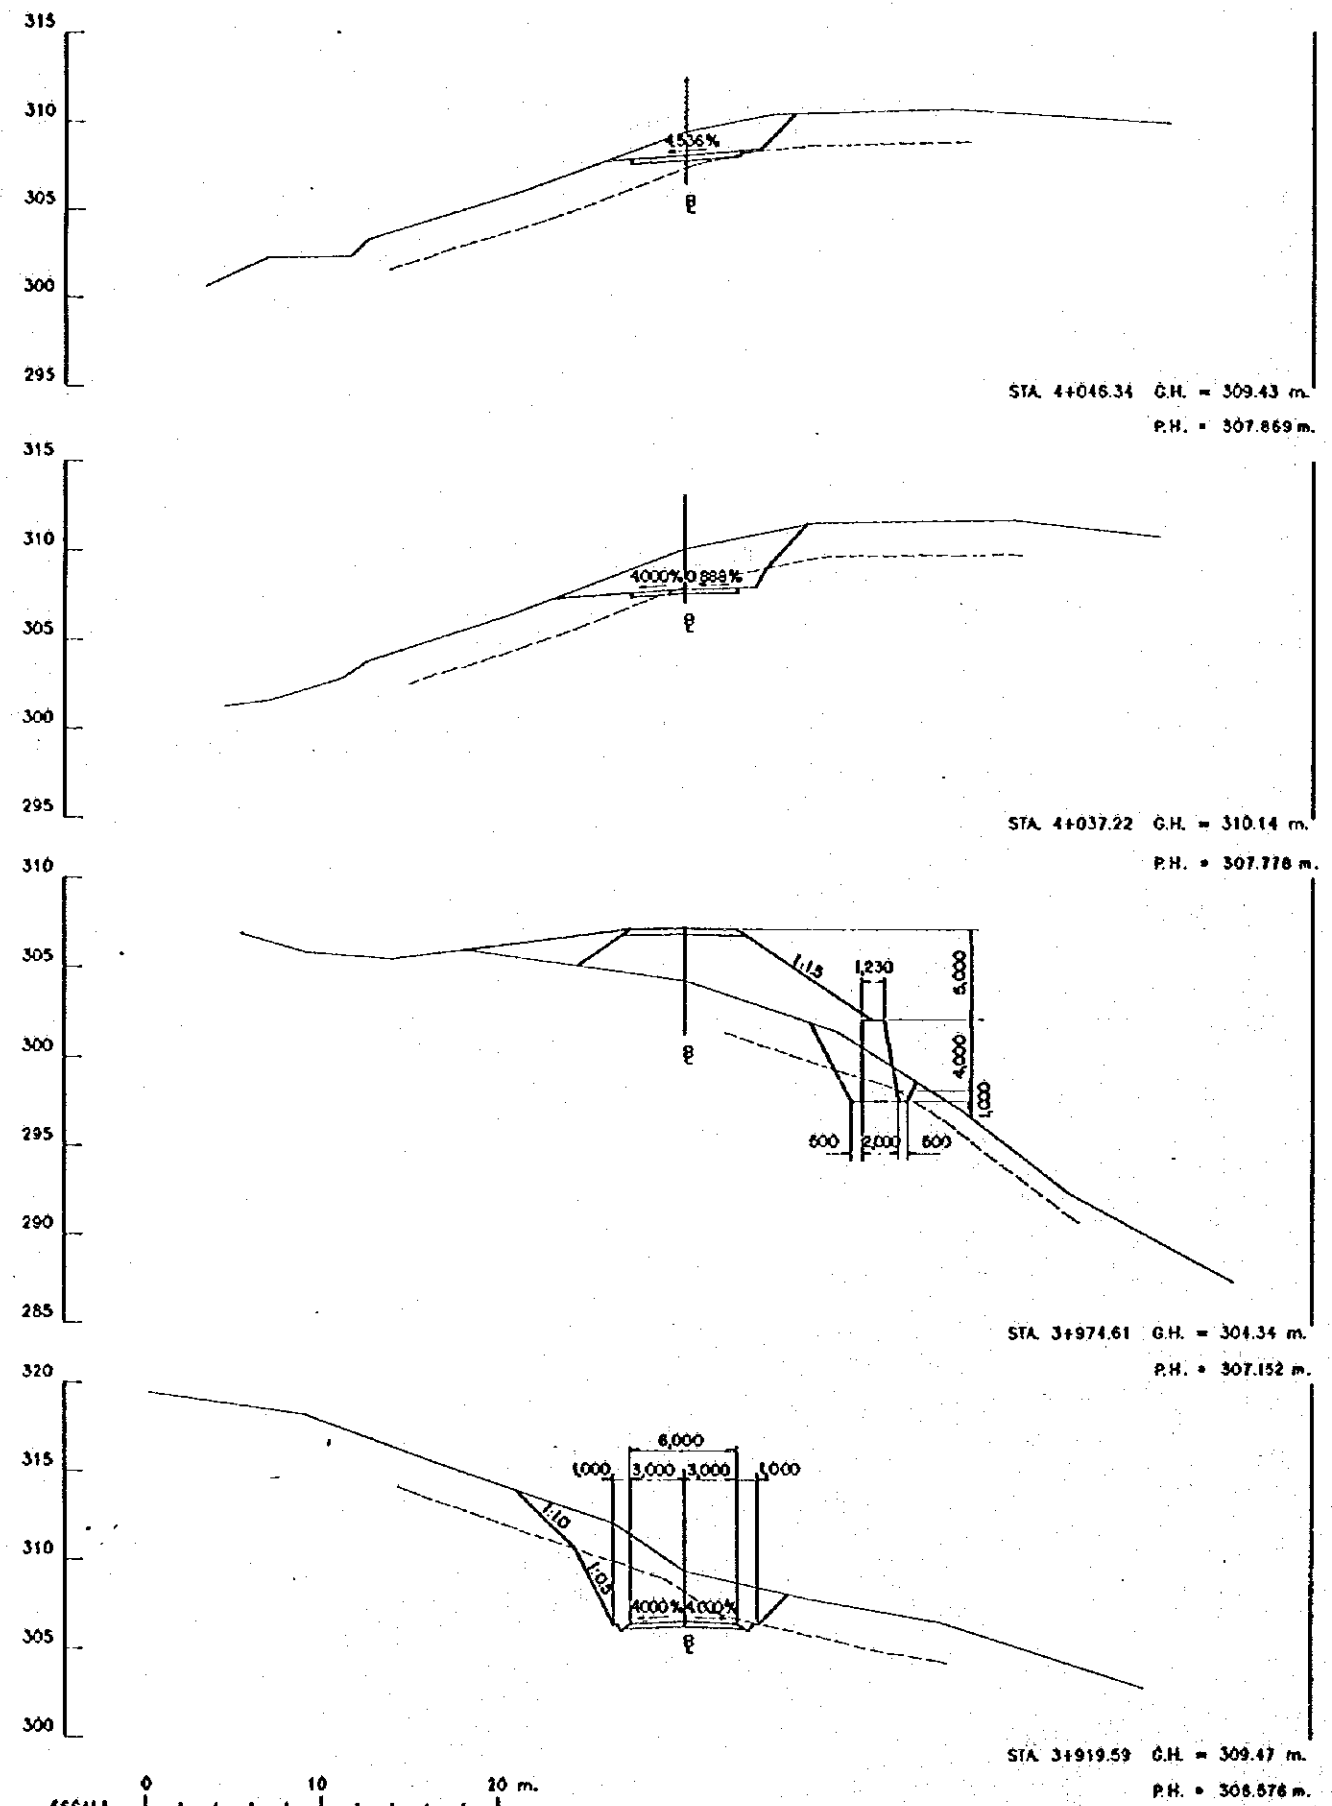 315
310
4.536%
305
300
295
STA. 4+046.34 G.H. = 309.43 m.
P.H. = 307.869 m.
315
310
4.000% 0.888%
305
300
295
STA. 4+037.22 G.H. = 310.14 m.
P.H. = 307.778 m.
310
305
1:1.5
1,230
5,000
300
4,000
1,000
295
500 2,000 500
290
285
STA. 3+974.61 G.H. = 304.34 m.
P.H. = 307.152 m.
320
6,000
315
1,000 3,000 3,000 1,000
1:1.0
310
1:0.5
4.000% 4.000%
305
300
STA. 3+919.59 G.H. = 309.47 m.
P.H. = 306.576 m.
0 10 20 m.